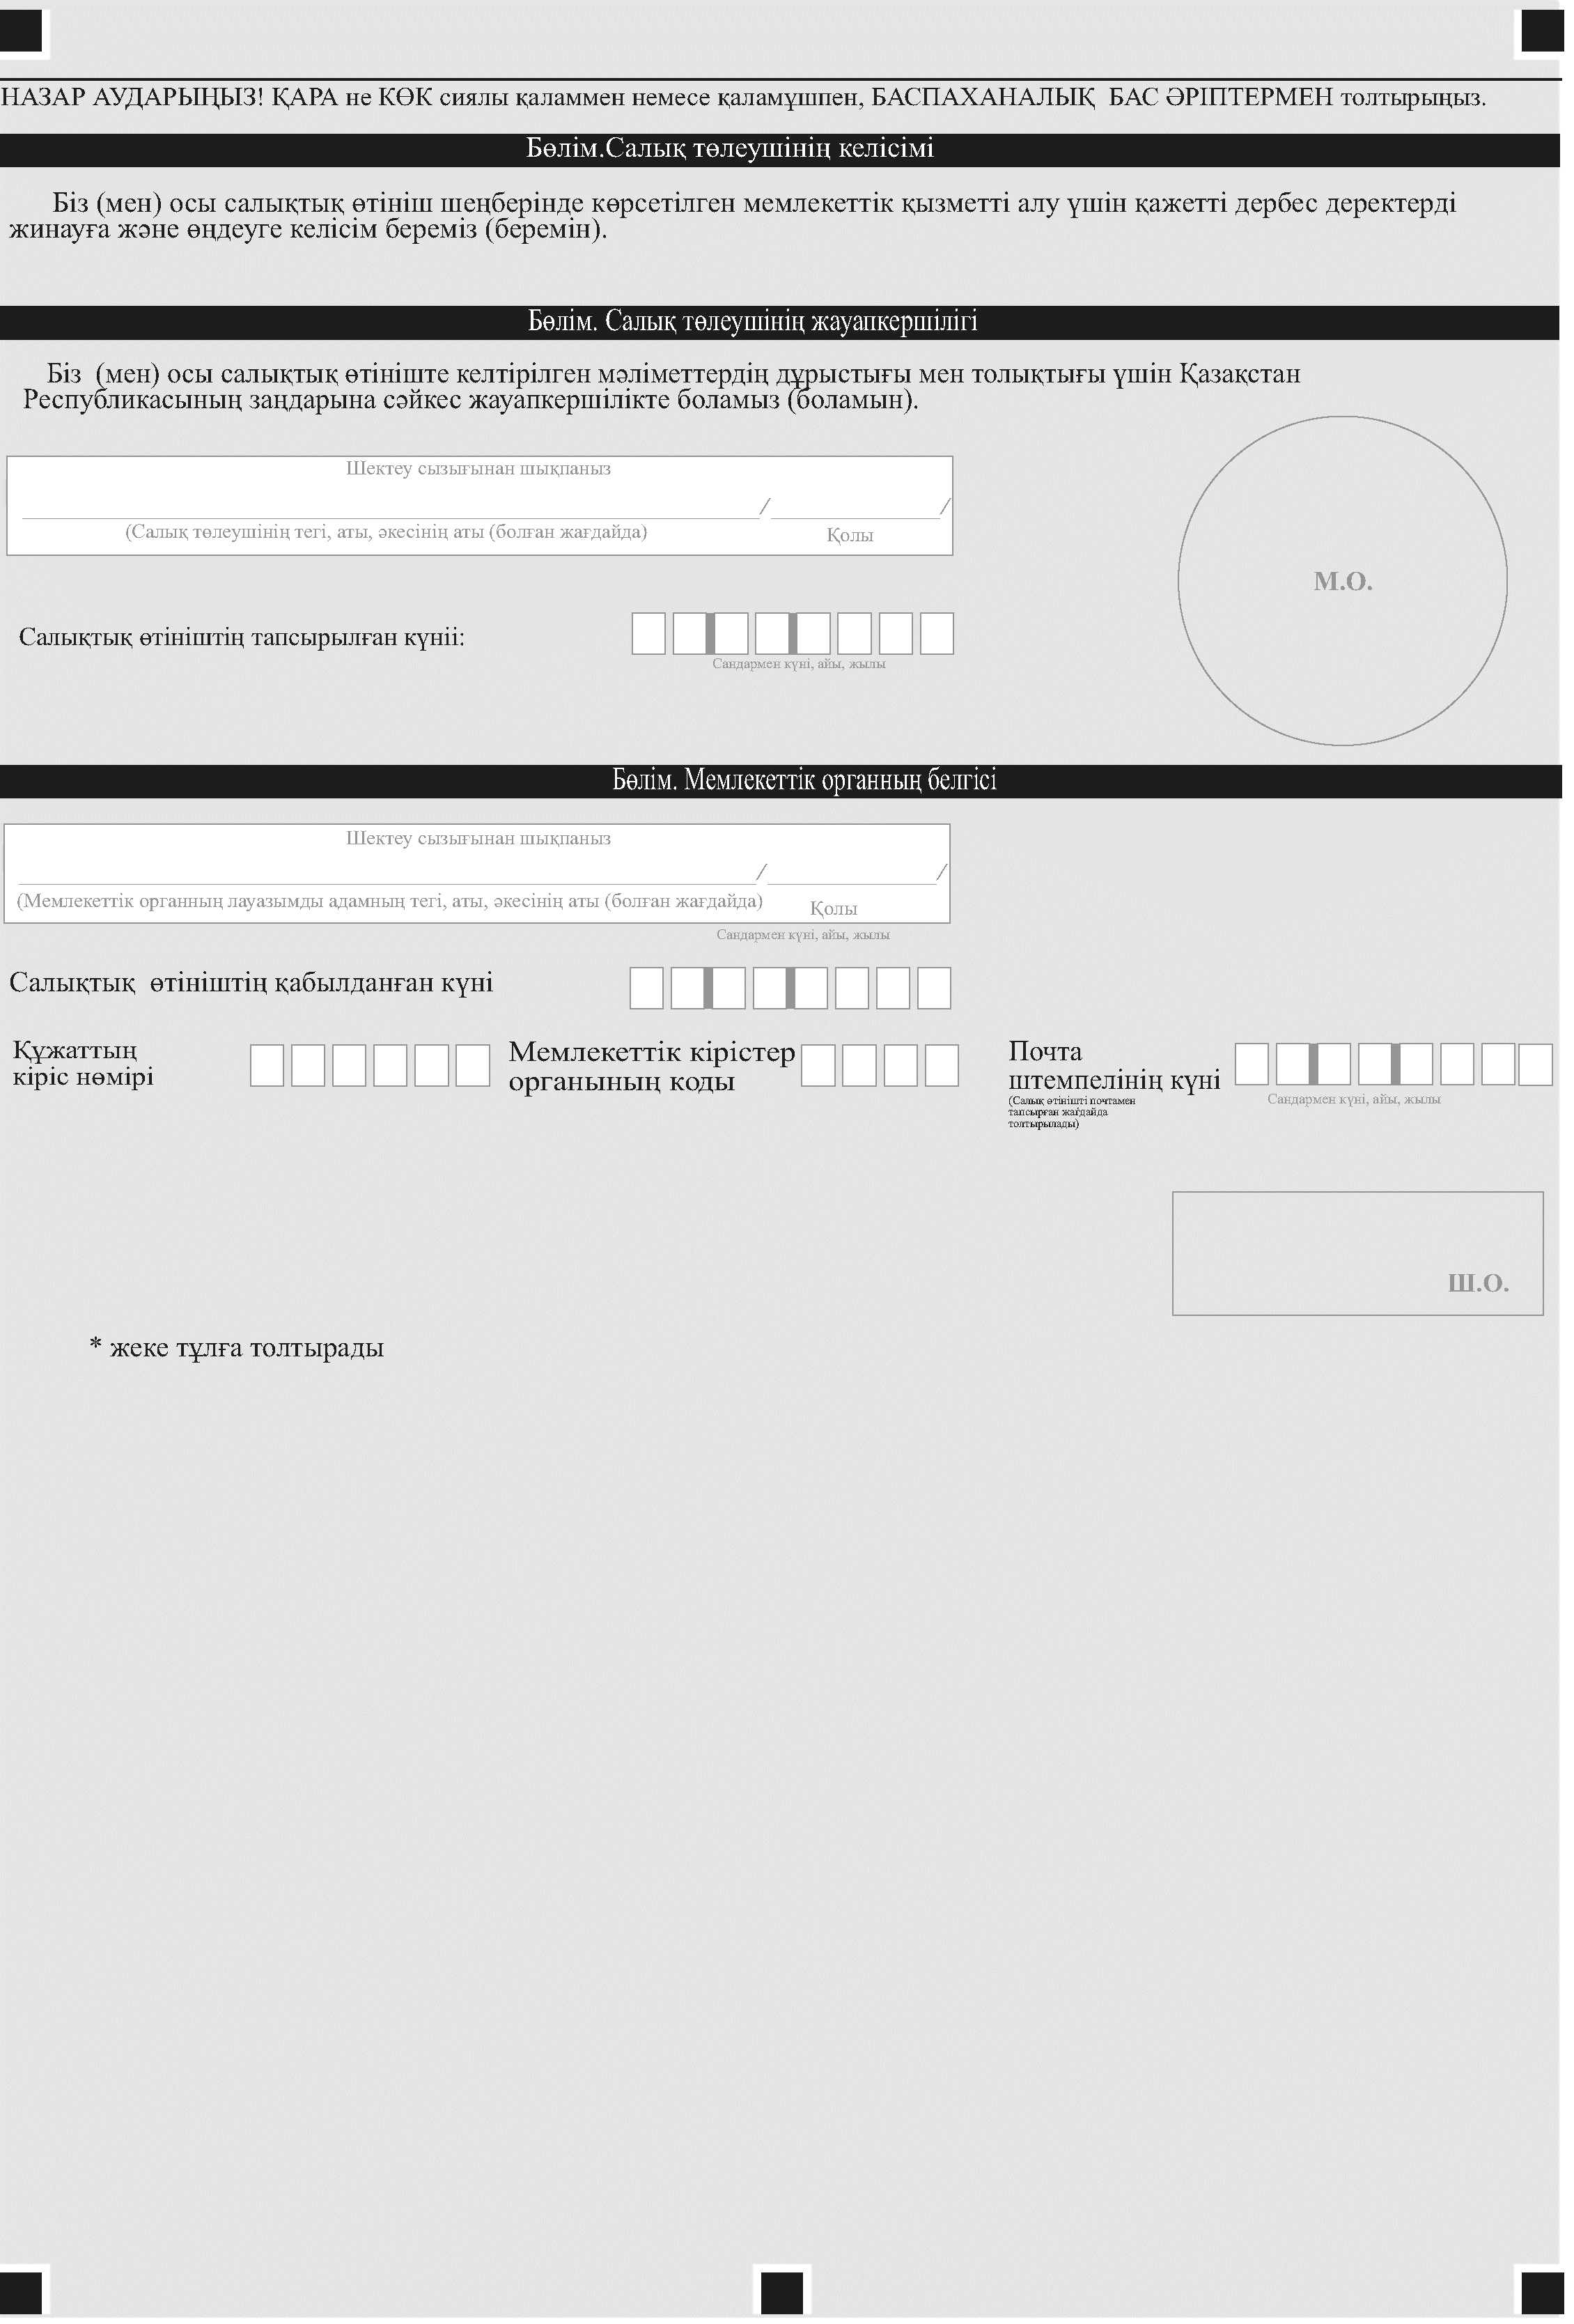 НАЗАР АУДАРЫҢЫЗ! ҚАРА не КӨК сиялы қаламмен немесе қаламұшпен, БАСПАХАНАЛЫҚ БАС ӘРІПТЕРМЕН толтырыңыз.
Бөлім.Салық төлеушінің келісімі
Біз (мен) осы салықтық өтініш шеңберінде көрсетілген мемлекеттік қызметті алу үшін қажетті дербес деректерді
жинауға және өңдеуге келісім береміз (беремін).
Бөлім. Салық төлеушінің жауапкершілігі
Біз (мен) осы салықтық өтініште келтірілген мәліметтердің дұрыстығы мен толықтығы үшін Қазақстан
Республикасының заңдарына сәйкес жауапкершілікте боламыз (боламын).
Шектеу сызығынан шықпаныз
/ /
(Салық төлеушінің тегі, аты, әкесінің аты (болған жағдайда) Қолы
М.О.
Салықтық өтініштің тапсырылған күніі:
Сандармен күні, айы, жылы
Бөлім. Мемлекеттік органның белгісі
Шектеу сызығынан шықпаныз
/ /
(Мемлекеттік органның лауазымды адамның тегі, аты, әкесінің аты (болған жағдайда) Қолы
Сандармен күні, айы, жылы
Салықтық өтініштің қабылданған күні
Құжаттың
кіріс нөмірі
Мемлекеттік кірістер
органының коды
Почта
штемпелінің күні
(Салық өтінішті почтамен
тапсырған жағдайда
толтырылады)
Сандармен күні, айы, жылы
Ш.О.
* жеке тұлға толтырады